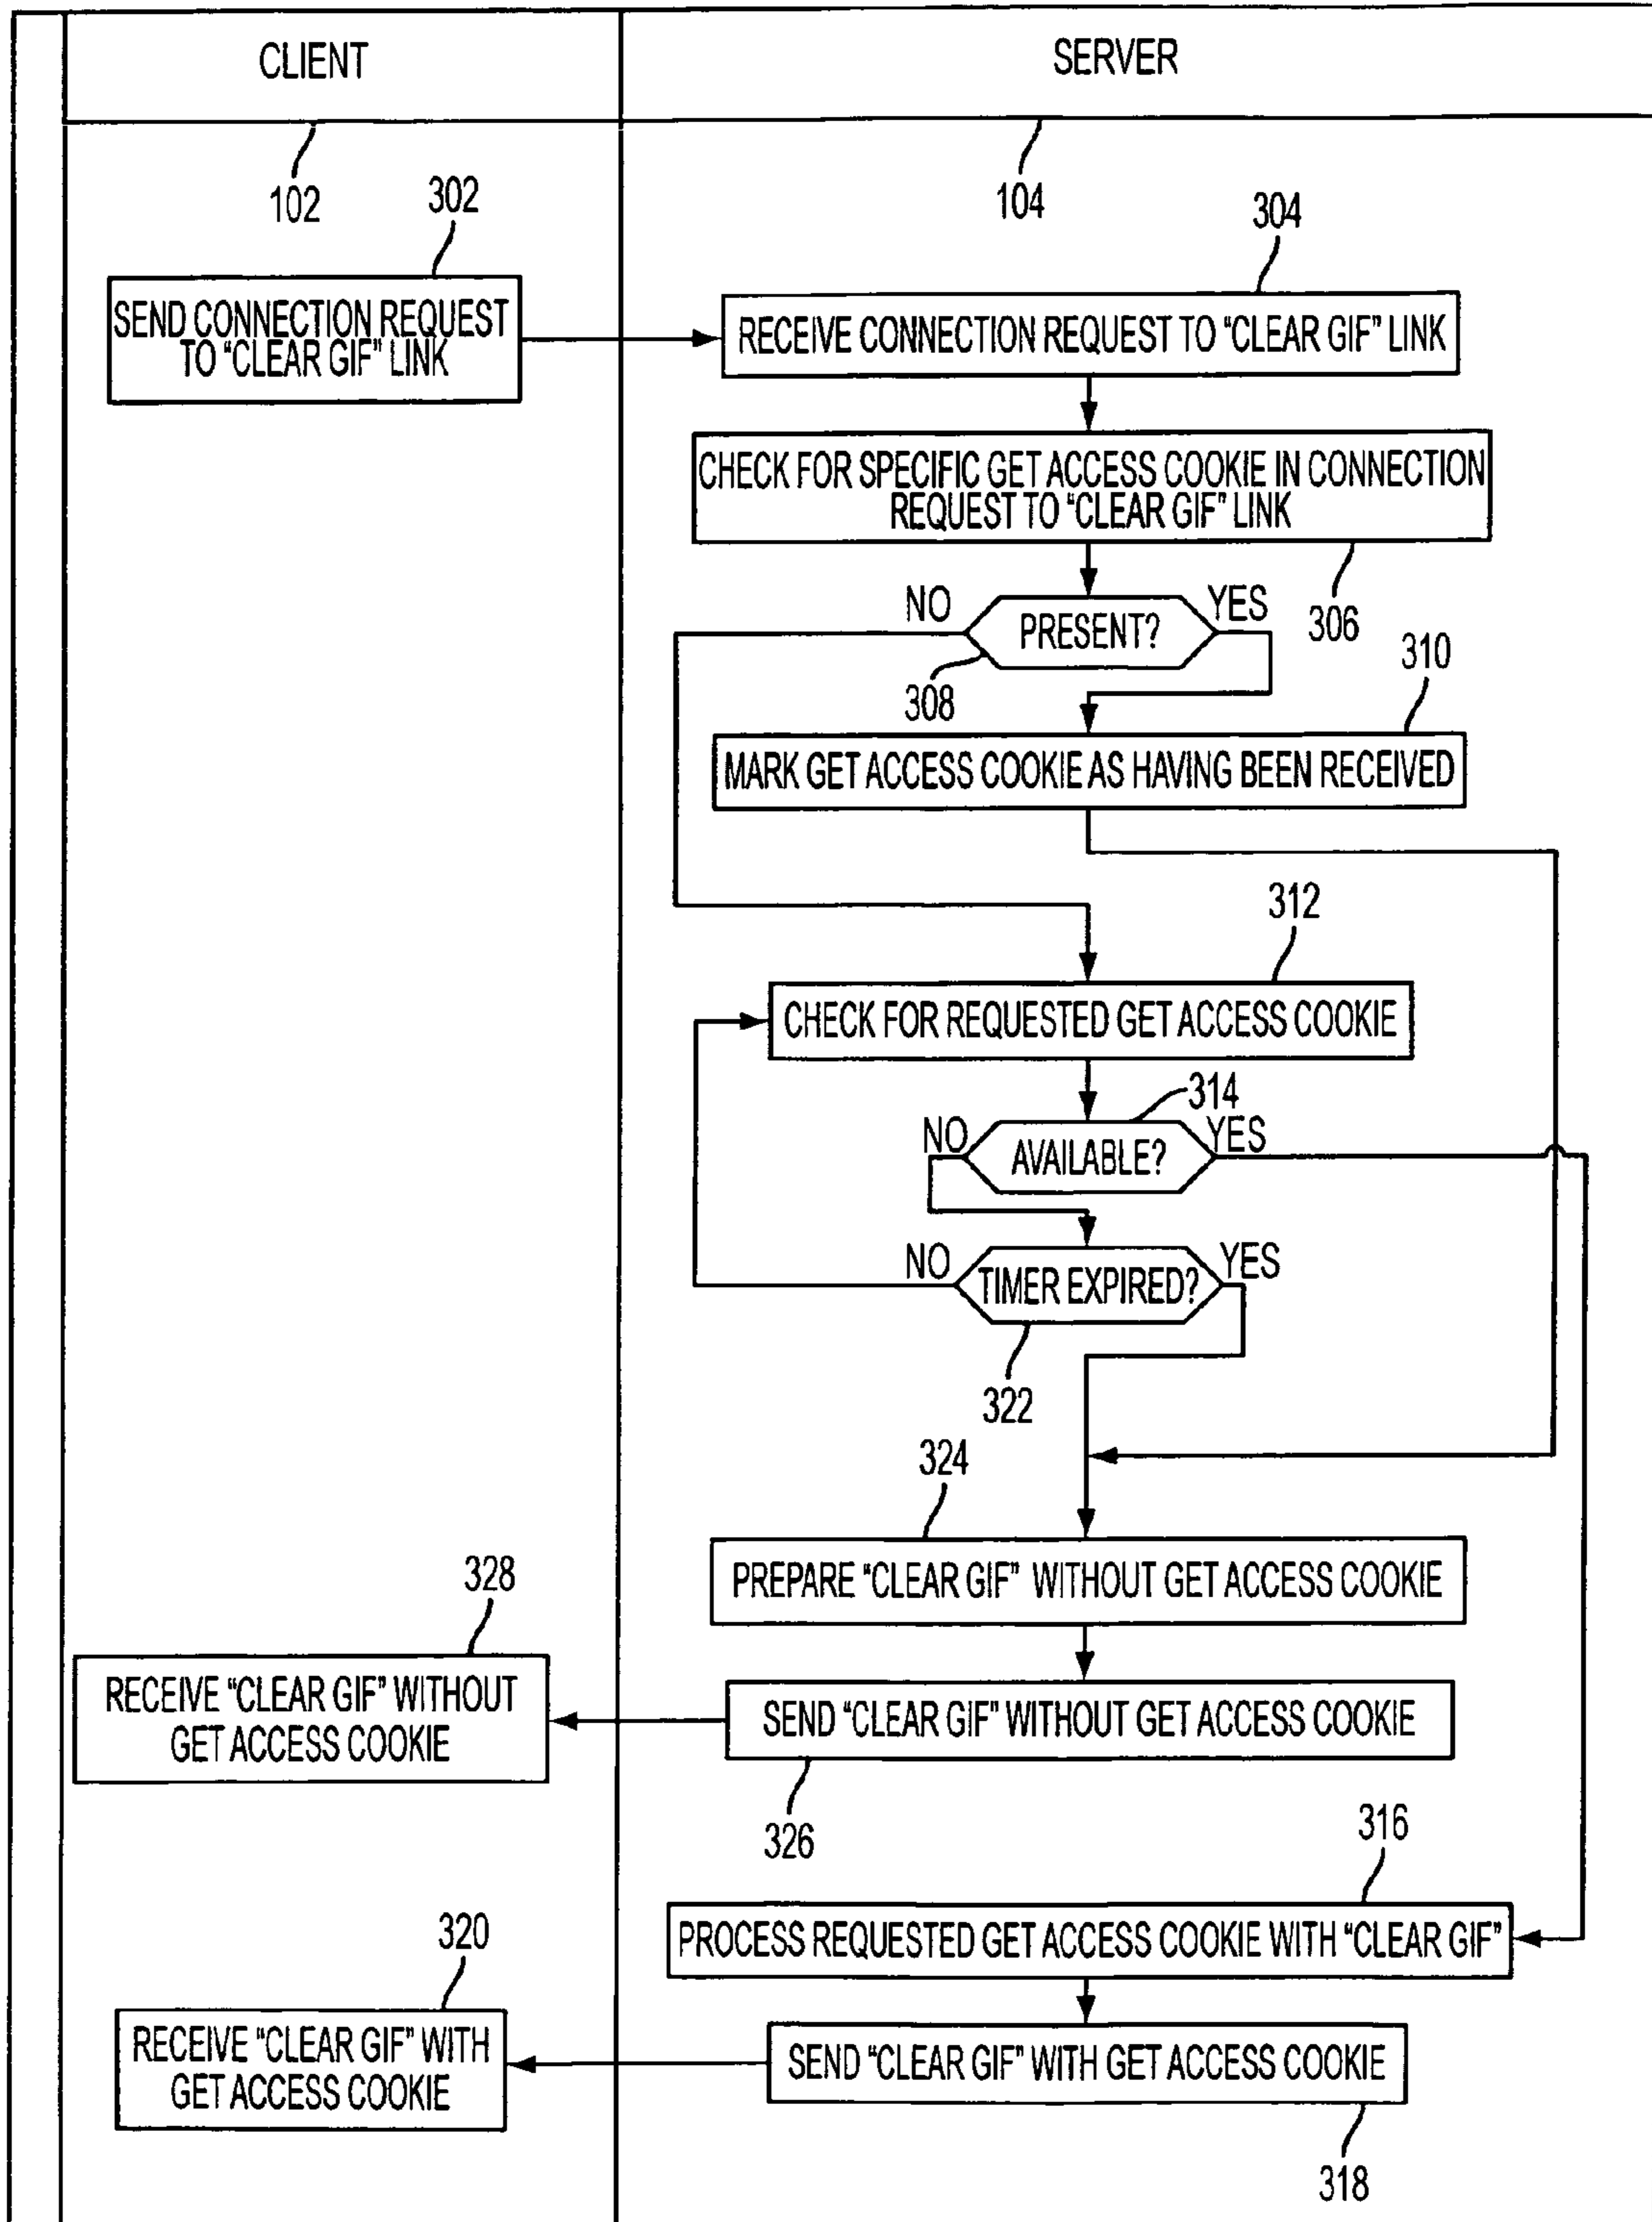 CLIENT
SERVER
102
104
302
304
SEND CONNECTION REQUEST
TO "CLEAR GIF" LINK
RECEIVE CONNECTION REQUEST TO "CLEAR GIF" LINK
CHECK FOR SPECIFIC GET ACCESS COOKIE IN CONNECTION
REQUEST TO "CLEAR GIF" LINK
306
NO
PRESENT?
YES
308
310
MARK GET ACCESS COOKIE AS HAVING BEEN RECEIVED
312
CHECK FOR REQUESTED GET ACCESS COOKIE
314
NO
AVAILABLE?
YES
NO
TIMER EXPIRED?
YES
322
324
PREPARE "CLEAR GIF" WITHOUT GET ACCESS COOKIE
328
RECEIVE "CLEAR GIF" WITHOUT
GET ACCESS COOKIE
SEND "CLEAR GIF" WITHOUT GET ACCESS COOKIE
326
316
PROCESS REQUESTED GET ACCESS COOKIE WITH "CLEAR GIF"
320
RECEIVE "CLEAR GIF" WITH
GET ACCESS COOKIE
SEND "CLEAR GIF" WITH GET ACCESS COOKIE
318